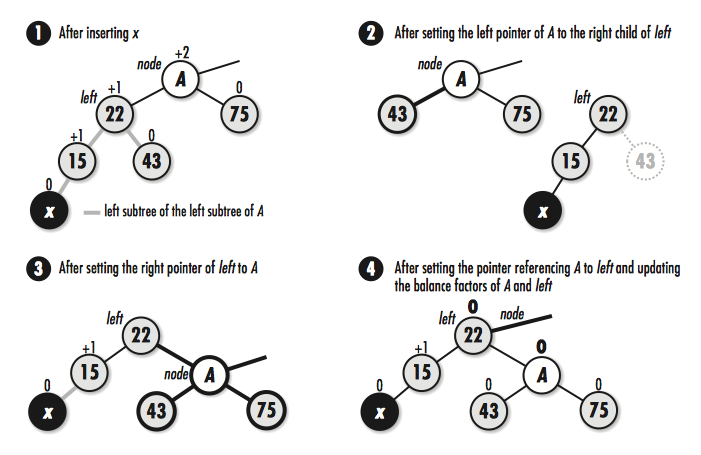 1 After inserting x
+2
node
A
+1
left
22
0
75
+1
15
0
43
0
x
left subtree of the left subtree of A
2 After setting the left pointer of A to the right child of left
node
A
43
75
left
22
15
43
x
3 After setting the right pointer of left to A
left
22
+1
15
node
A
0
x
43
75
4 After setting the pointer referencing A to left and updating
the balance factors of A and left
0
left
node
22
+1
15
0
A
0
x
0
43
0
75